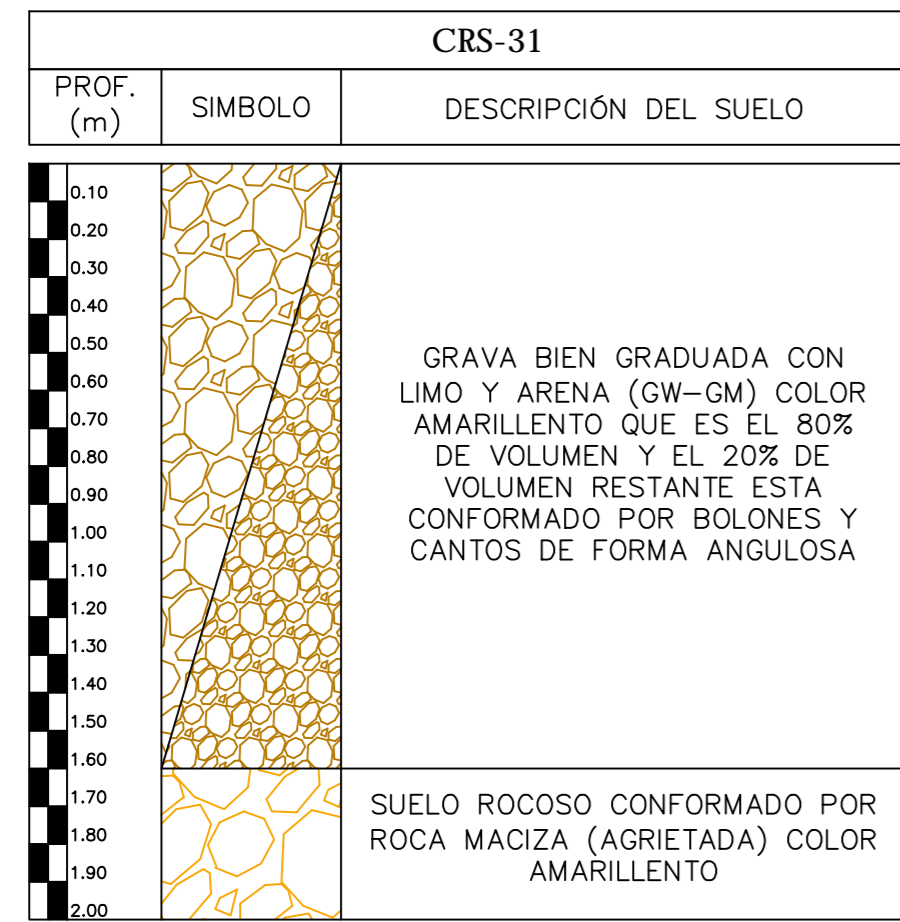 CRS-31
PROF.
(m)
SIMBOLO
DESCRIPCIÓN DEL SUELO
0.10
0.20
0.30
0.40
0.50
0.60
0.70
0.80
0.90
1.00
1.10
1.20
1.30
1.40
1.50
1.60
1.70
1.80
1.90
2.00
GRAVA BIEN GRADUADA CON
LIMO Y ARENA (GW-GM) COLOR
AMARILLENTO QUE ES EL 80%
DE VOLUMEN Y EL 20% DE
VOLUMEN RESTANTE ESTA
CONFORMADO POR BOLONES Y
CANTOS DE FORMA ANGULOSA
SUELO ROCOSO CONFORMADO POR
ROCA MACIZA (AGRIETADA) COLOR
AMARILLENTO